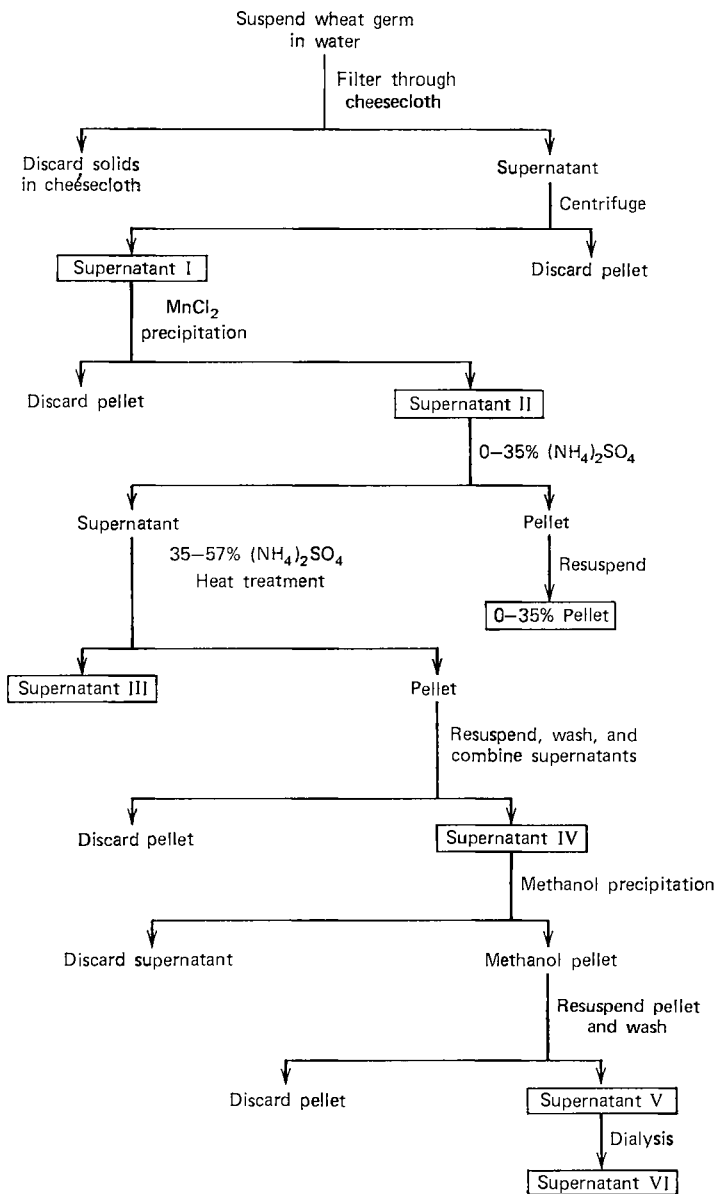 Suspend wheat germ
in water
Filter through
cheesecloth
Discard solids
in cheesecloth
Supernatant
Centrifuge
Supernatant I
Discard pellet
MnCl₂
precipitation
Discard pellet
Supernatant II
0–35% (NH₄)₂SO₄
Supernatant
Pellet
35–57% (NH₄)₂SO₄
Heat treatment
Resuspend
0–35% Pellet
Supernatant III
Pellet
Resuspend, wash, and
combine supernatants
Discard pellet
Supernatant IV
Methanol precipitation
Discard supernatant
Methanol pellet
Resuspend pellet
and wash
Discard pellet
Supernatant V
Dialysis
Supernatant VI